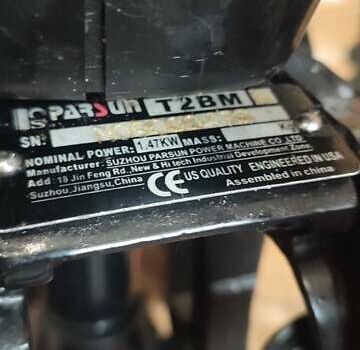 PARSUN T2BM
SN:
NOMINAL POWER: 1.47KW MASS:
Manufacturer: SUZHOU PARSUN POWER MACHINE CO.,LTD.
Add: 18 Jin Feng Rd., New & Hi tech Industrial Development Zone,
Suzhou, Jiangsu, China CE US QUALITY ENGINEERED IN USA
Assembled in china